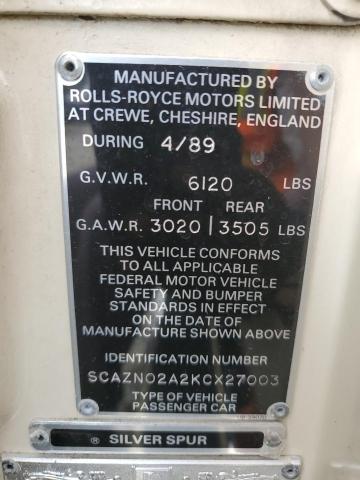 MANUFACTURED BY
ROLLS-ROYCE MOTORS LIMITED
AT CREWE, CHESHIRE, ENGLAND
DURING 4/89
G.V.W.R. 6120 LBS
FRONT REAR
G.A.W.R. 3020 | 3505 LBS
THIS VEHICLE CONFORMS
TO ALL APPLICABLE
FEDERAL MOTOR VEHICLE
SAFETY AND BUMPER
STANDARDS IN EFFECT
ON THE DATE OF
MANUFACTURE SHOWN ABOVE
IDENTIFICATION NUMBER
SCAZN02A2KCX27003
TYPE OF VEHICLE
PASSENGER CAR
® SILVER SPUR